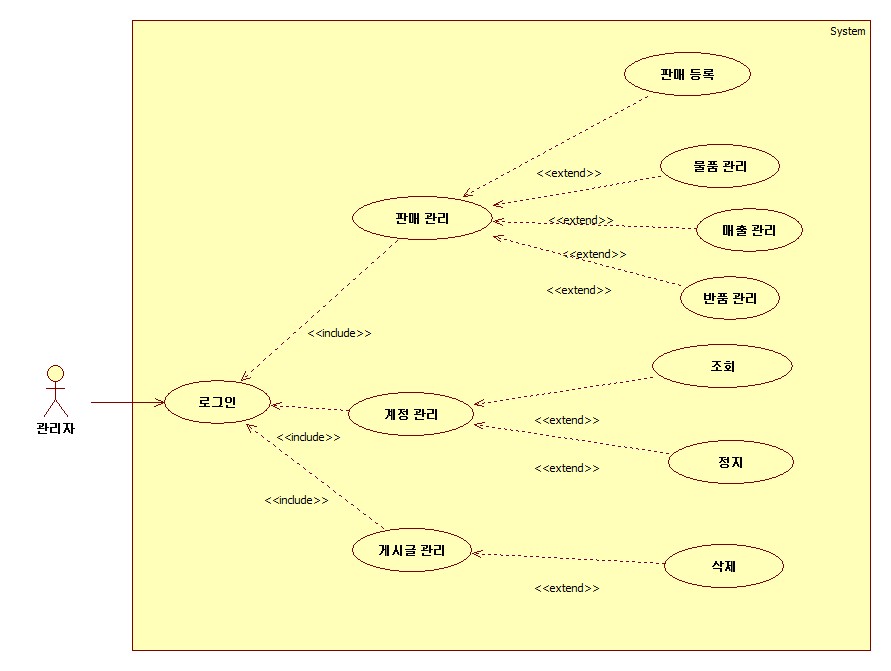 System
판매 등록
<<extend>>
물품 관리
판매 관리
<<extend>>
매출 관리
<<extend>>
<<extend>>
반품 관리
<<include>>
조회
관리자
로그인
계정 관리
<<extend>>
<<include>>
정지
<<extend>>
<<include>>
게시글 관리
삭제
<<extend>>